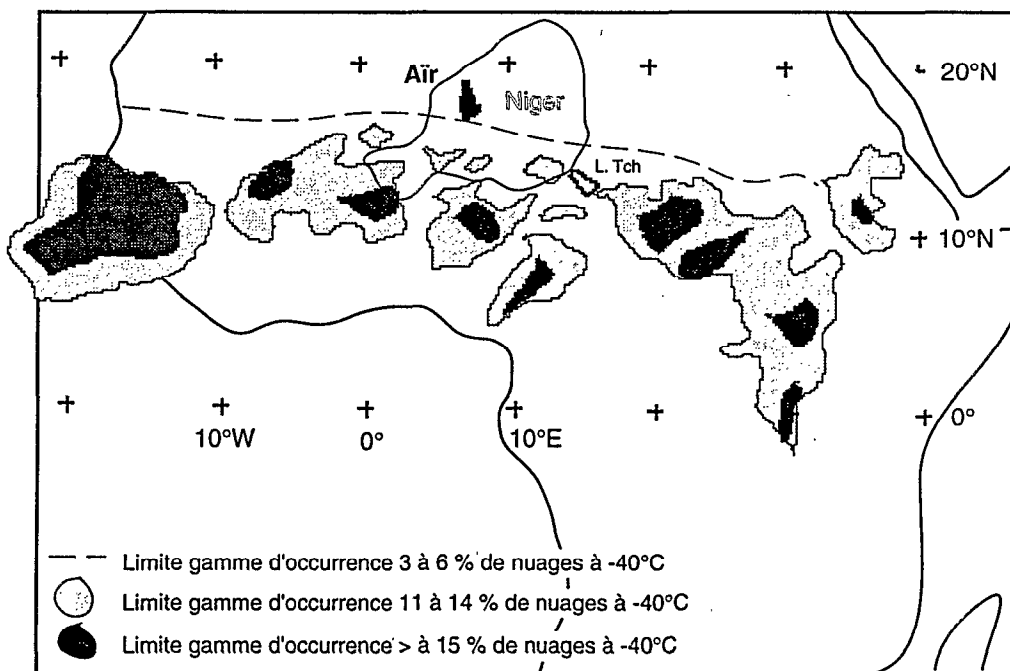 Aïr
20°N
Niger
L. Tch
10°N
0°
10°W
0°
10°E
Limite gamme d'occurrence 3 à 6 % de nuages à -40°C
Limite gamme d'occurrence 11 à 14 % de nuages à -40°C
Limite gamme d'occurrence > à 15 % de nuages à -40°C